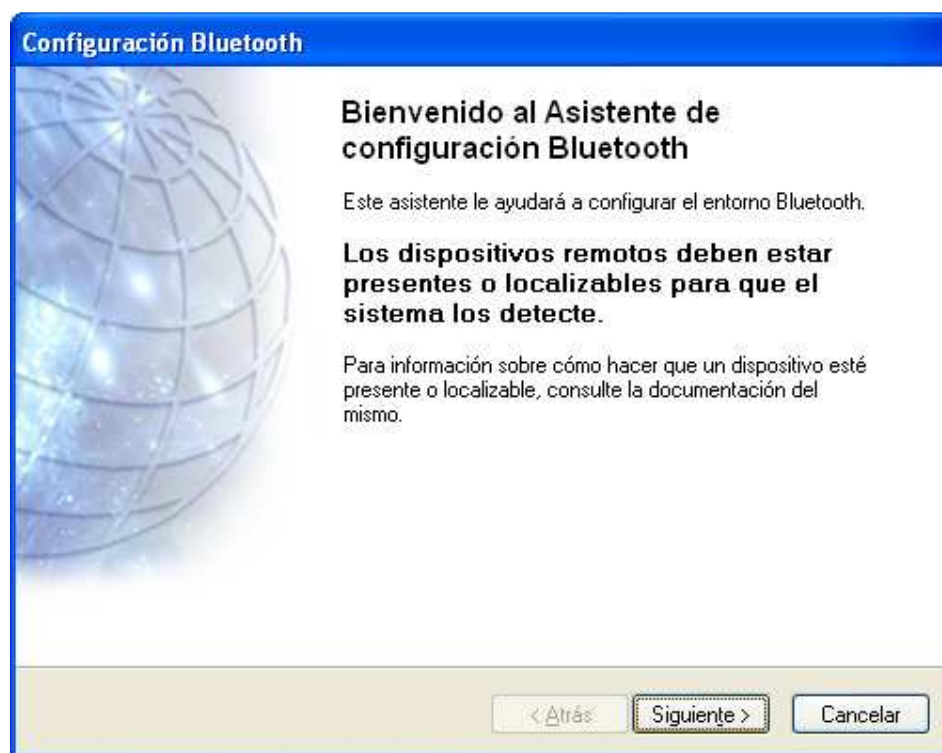 Configuración Bluetooth
Bienvenido al Asistente de
configuración Bluetooth
Este asistente le ayudará a configurar el entorno Bluetooth.
Los dispositivos remotos deben estar
presentes o localizables para que el
sistema los detecte.
Para información sobre cómo hacer que un dispositivo esté
presente o localizable, consulte la documentación del
mismo.
< Atrás
Siguiente >
Cancelar